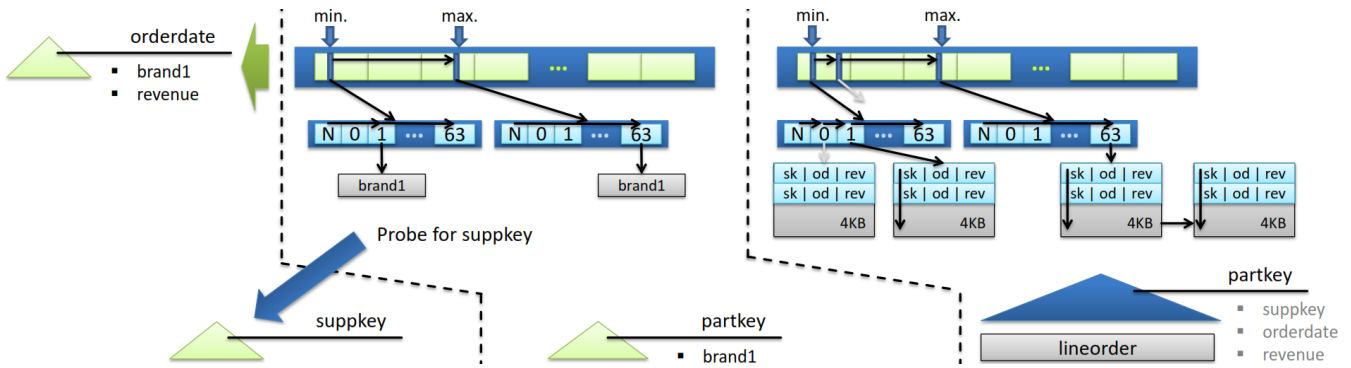 orderdate
▪ brand1
▪ revenue
min. max.
...
N 0 1 ... 63
N 0 1 ... 63
brand1
brand1
Probe for suppkey
suppkey
min. max.
...
N 0 1 ... 63
N 0 1 ... 63
sk | od | rev
sk | od | rev
4KB
sk | od | rev
sk | od | rev
4KB
sk | od | rev
sk | od | rev
4KB
sk | od | rev
sk | od | rev
4KB
partkey
▪ brand1
partkey
▪ suppkey
▪ orderdate
▪ revenue
lineorder